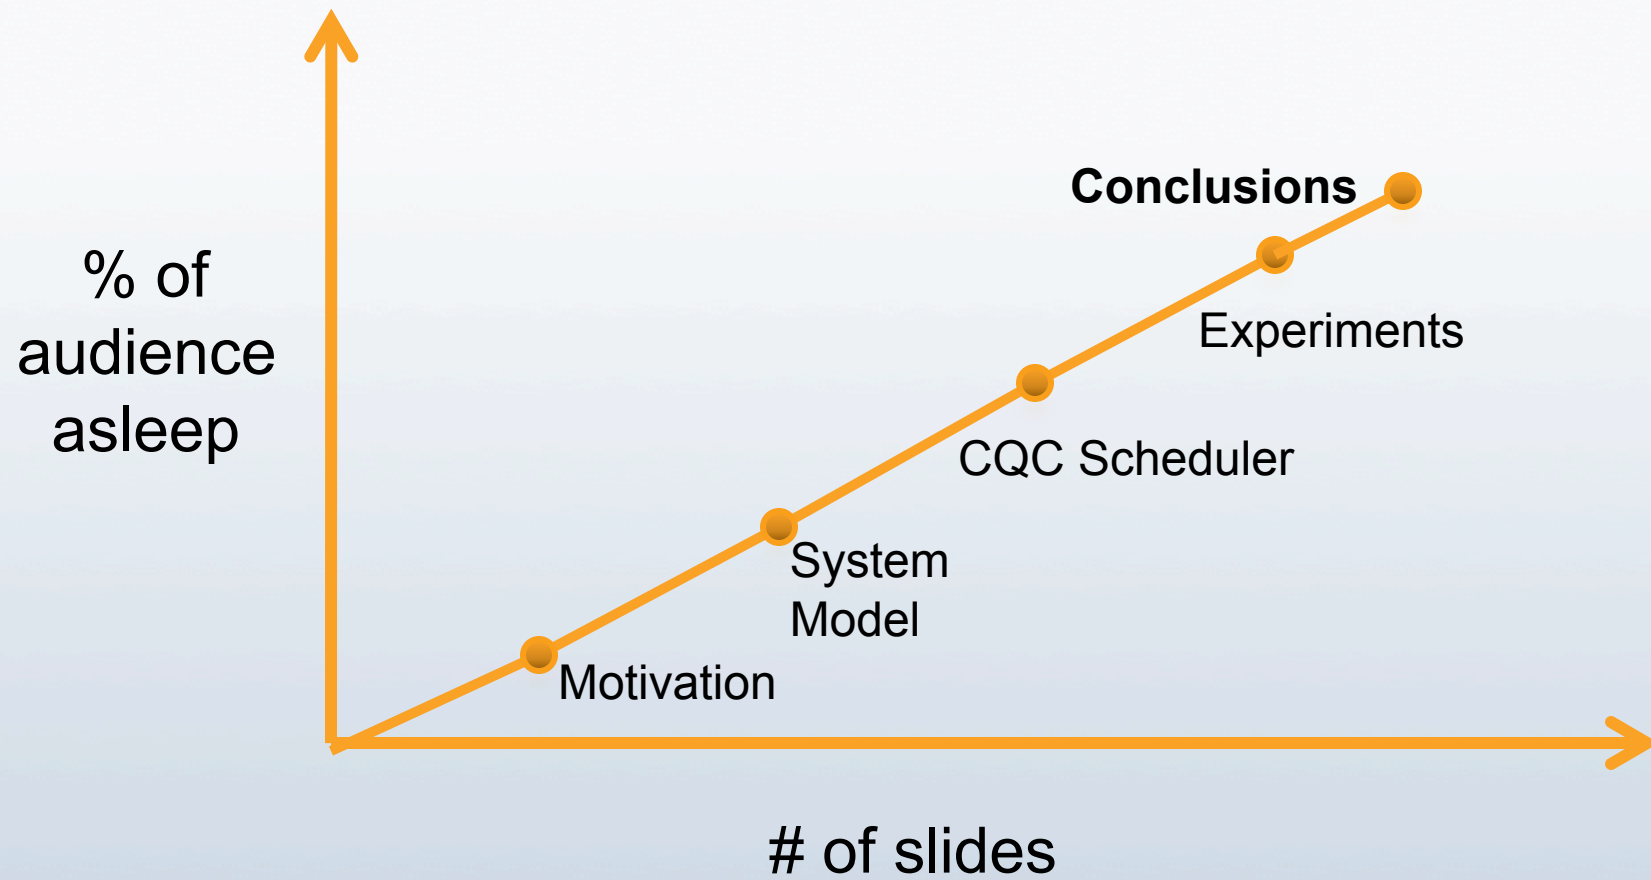 Conclusions
% of
audience
asleep
Experiments
CQC Scheduler
System
Model
Motivation
# of slides